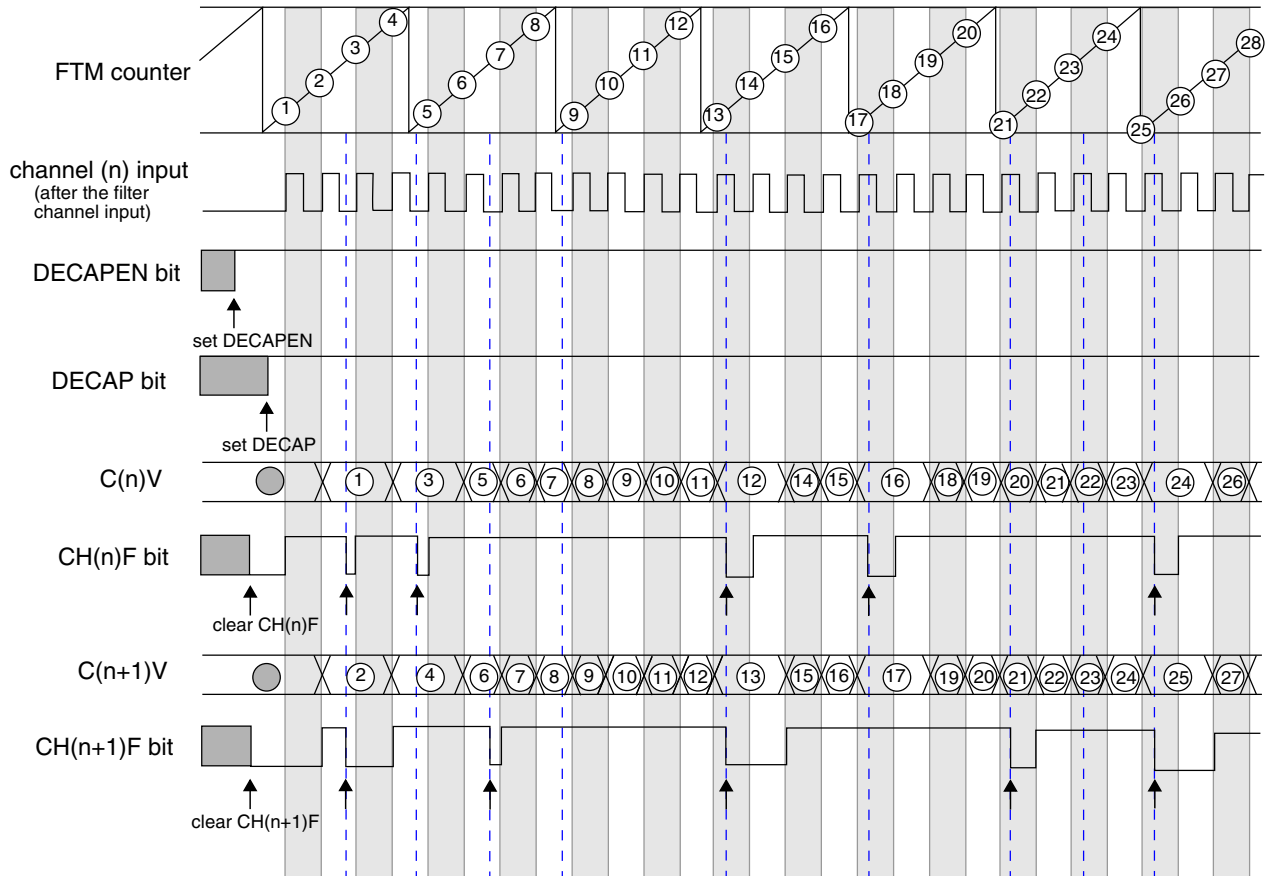 4 8 12 16 20 24 28
3 7 11 15 19 23 27
FTM counter
2 6 10 14 18 22 26
1 5 9 13 17 21 25
channel (n) input
(after the filter
channel input)
DECAPEN bit
set DECAPEN
DECAP bit
set DECAP
C(n)V 1 3 5 6 7 8 9 10 11 12 14 15 16 18 19 20 21 22 23 24 26
CH(n)F bit
clear CH(n)F
C(n+1)V 2 4 6 7 8 9 10 11 12 13 15 16 17 19 20 21 22 23 24 25 27
CH(n+1)F bit
clear CH(n+1)F